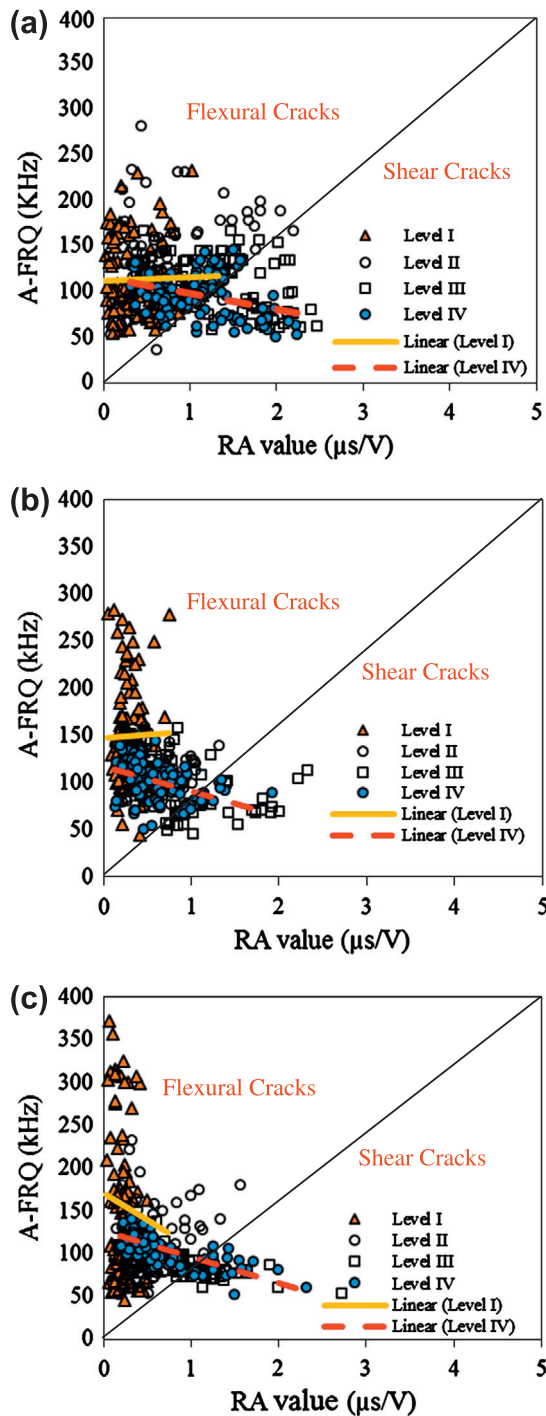 (a)
400
350
300
250
200
150
100
50
0
A-FRQ (KHz)
Flexural Cracks
Shear Cracks
Level I
Level II
Level III
Level IV
Linear (Level I)
Linear (Level IV)
0 1 2 3 4 5
RA value (µs/V)
(b)
400
350
300
250
200
150
100
50
0
A-FRQ (kHz)
Flexural Cracks
Shear Cracks
Level I
Level II
Level III
Level IV
Linear (Level I)
Linear (Level IV)
0 1 2 3 4 5
RA value (µs/V)
(c)
400
350
300
250
200
150
100
50
0
A-FRQ (kHz)
Flexural Cracks
Shear Cracks
Level I
Level II
Level III
Level IV
Linear (Level I)
Linear (Level IV)
0 1 2 3 4 5
RA value (µs/V)